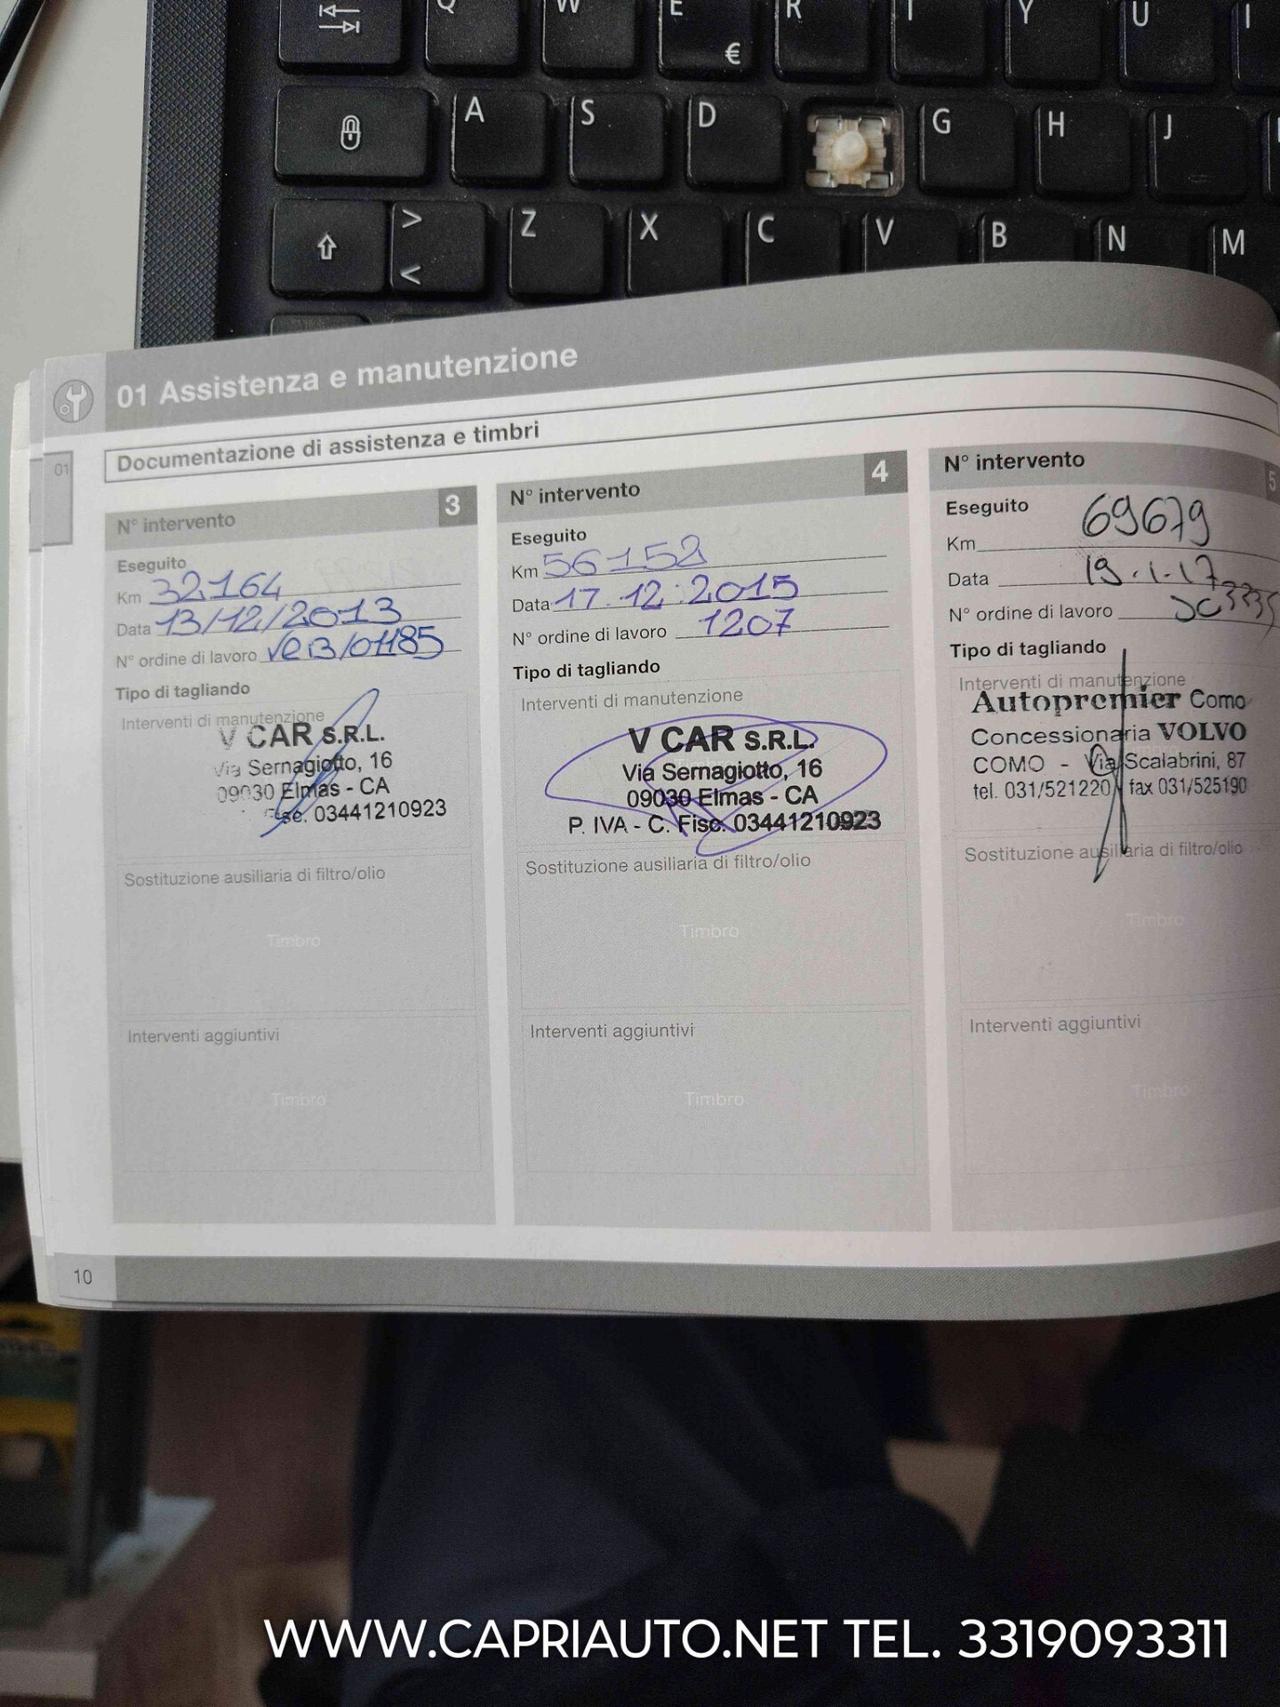 Q W E R T Y U I
€
A S D G H J
> Z X C V B N M
<
01 Assistenza e manutenzione
01
Documentazione di assistenza e timbri
N° intervento 3
Eseguito
Km 32164
Data 13/12/2013
N° ordine di lavoro
Tipo di tagliando
Interventi di manutenzione
V CAR S.R.L.
Via Sernagiotto, 16
09030 Elmas - CA
Fisc. 03441210923
Sostituzione ausiliaria di filtro/olio
Timbro
Interventi aggiuntivi
Timbro
N° intervento 4
Eseguito
Km 56152
Data 17.12.2015
N° ordine di lavoro 1207
Tipo di tagliando
Interventi di manutenzione
V CAR S.R.L.
Via Sernagiotto, 16
09030 Elmas - CA
P. IVA - C. Fisc. 03441210923
Sostituzione ausiliaria di filtro/olio
Timbro
Interventi aggiuntivi
Timbro
N° intervento 5
Eseguito
Km 69679
Data 19.1.17
N° ordine di lavoro
Tipo di tagliando
Interventi di manutenzione
Autopremier Como
Concessionaria VOLVO
COMO - Via Scalabrini, 87
tel. 031/521220 fax 031/525190
Sostituzione ausiliaria di filtro/olio
Timbro
Interventi aggiuntivi
Timbro
10
WWW.CAPRIAUTO.NET TEL. 3319093311